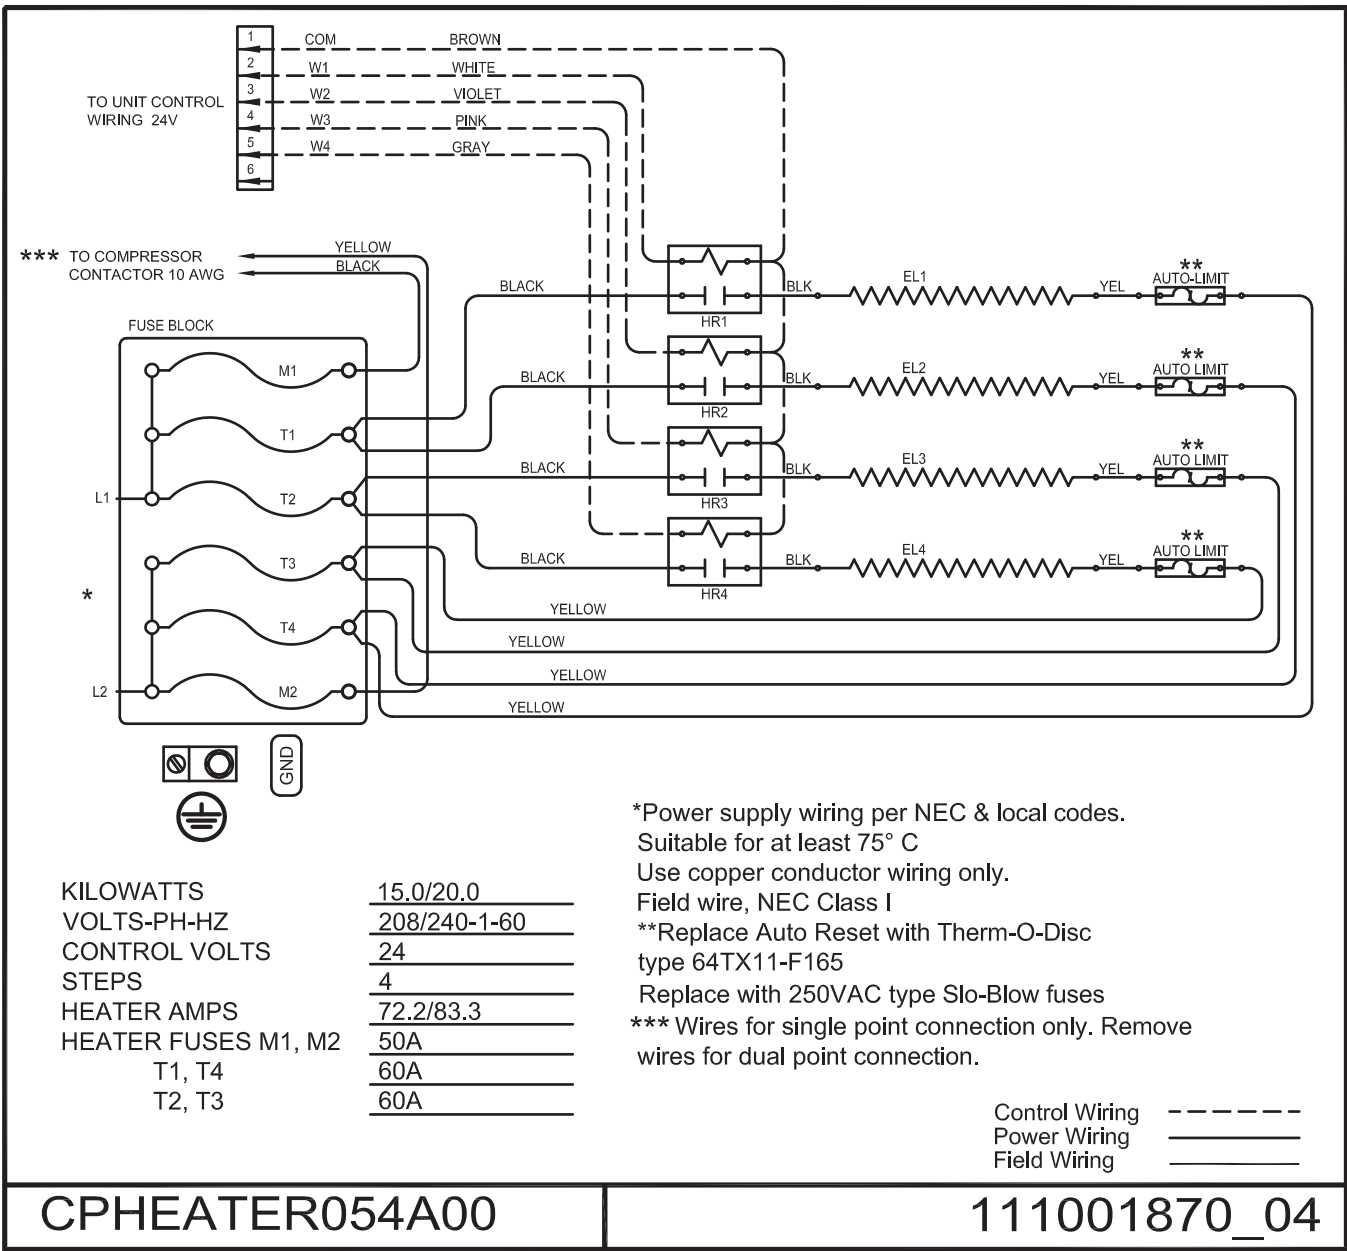 1 COM BROWN
2 W1 WHITE
3 W2 VIOLET
4 W3 PINK
5 W4 GRAY
6
TO UNIT CONTROL
WIRING 24V
*** TO COMPRESSOR
CONTACTOR 10 AWG
YELLOW
BLACK
FUSE BLOCK
M1
T1
L1 T2
T3
*
T4
L2 M2
GND
BLACK HR1 BLK EL1 YEL ** AUTO-LIMIT
BLACK HR2 BLK EL2 YEL ** AUTO LIMIT
BLACK HR3 BLK EL3 YEL ** AUTO LIMIT
BLACK HR4 BLK EL4 YEL ** AUTO LIMIT
YELLOW
YELLOW
YELLOW
YELLOW
KILOWATTS 15.0/20.0
VOLTS-PH-HZ 208/240-1-60
CONTROL VOLTS 24
STEPS 4
HEATER AMPS 72.2/83.3
HEATER FUSES M1, M2 50A
T1, T4 60A
T2, T3 60A
*Power supply wiring per NEC & local codes.
Suitable for at least 75° C
Use copper conductor wiring only.
Field wire, NEC Class I
**Replace Auto Reset with Therm-O-Disc
type 64TX11-F165
Replace with 250VAC type Slo-Blow fuses
*** Wires for single point connection only. Remove
wires for dual point connection.
Control Wiring
Power Wiring
Field Wiring
CPHEATER054A00
111001870_04